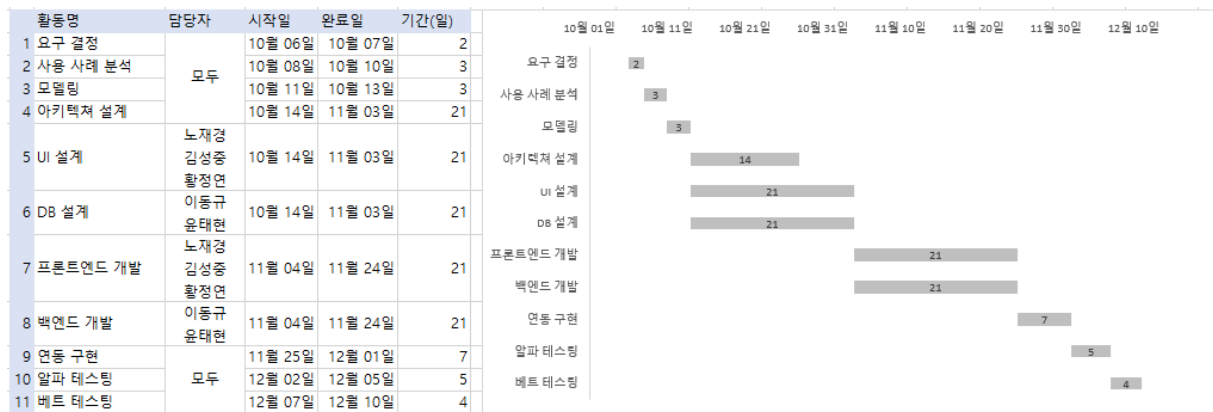 활동명 담당자 시작일 완료일 기간(일)
1 요구 결정 10월 06일 10월 07일 2
2 사용 사례 분석 모두 10월 08일 10월 10일 3
3 모델링 10월 11일 10월 13일 3
4 아키텍쳐 설계 10월 14일 11월 03일 21
노재경
5 UI 설계 김성중 10월 14일 11월 03일 21
황정연
이동규
6 DB 설계 10월 14일 11월 03일 21
윤태현
노재경
7 프론트엔드 개발 김성중 11월 04일 11월 24일 21
황정연
이동규
8 백엔드 개발 11월 04일 11월 24일 21
윤태현
9 연동 구현 11월 25일 12월 01일 7
10 알파 테스팅 모두 12월 02일 12월 05일 5
11 베트 테스팅 12월 07일 12월 10일 4
10월 01일 10월 11일 10월 21일 10월 31일 11월 10일 11월 20일 11월 30일 12월 10일
요구 결정 2
사용 사례 분석 3
모델링 3
아키렉쳐 설계 14
UI 설계 21
DB 설계 21
프론트엔드 개발 21
백엔드 개발 21
연동 구현 7
알파 테스팅 5
베트 테스팅 4